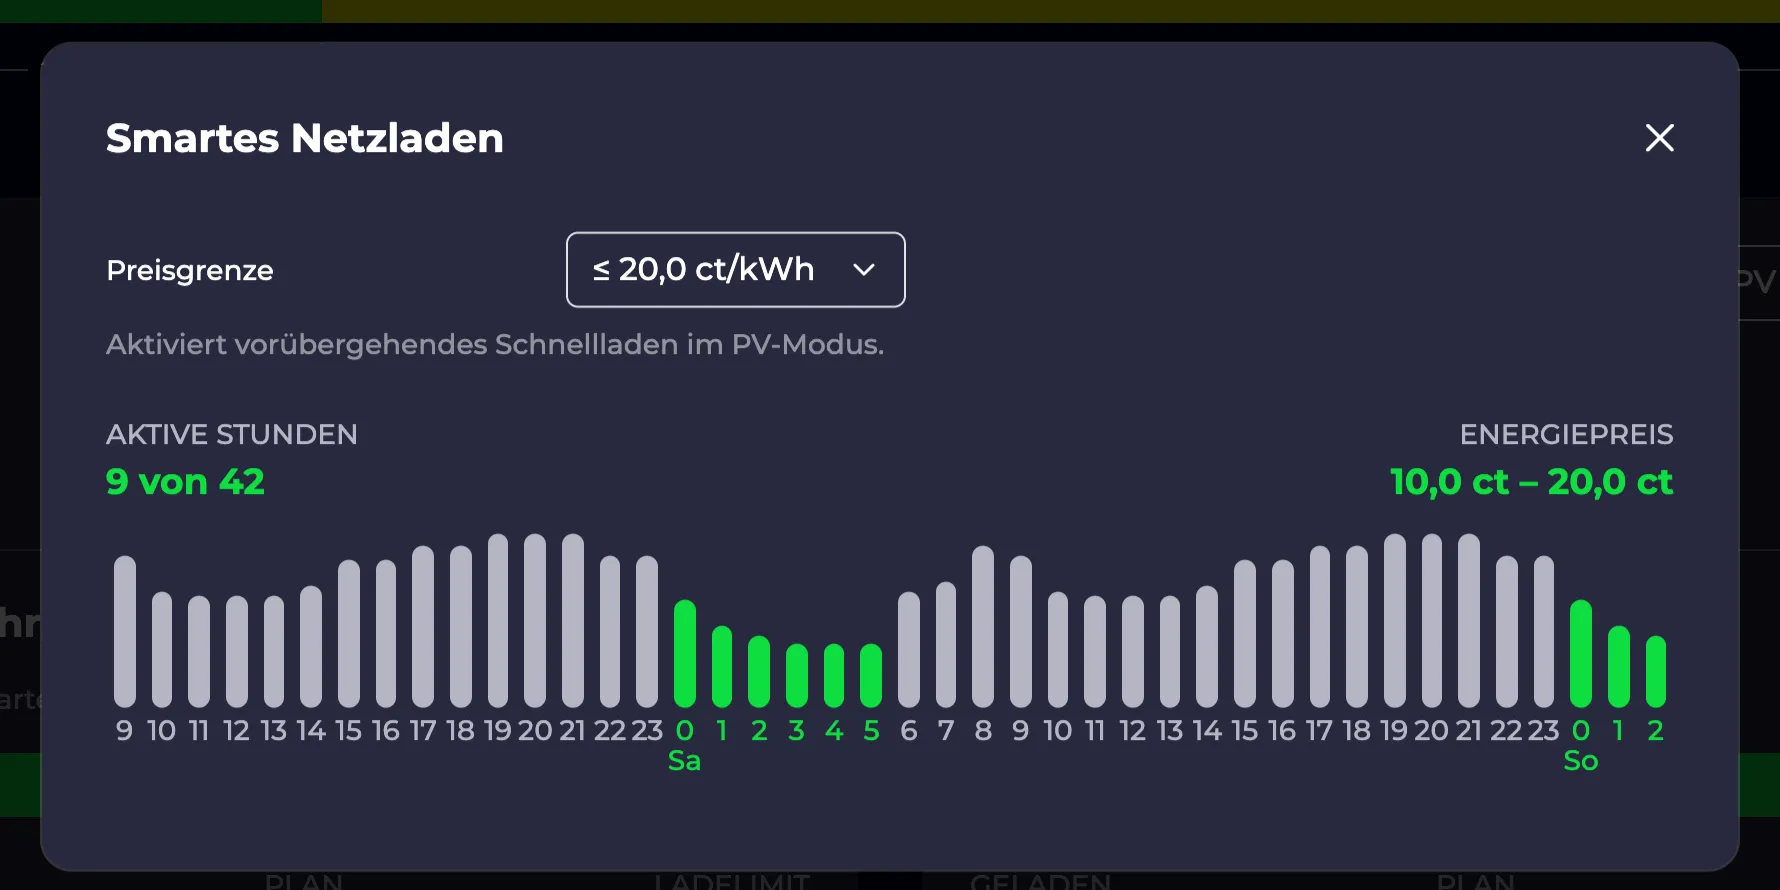 Smartes Netzladen
Preisgrenze
≤ 20,0 ct/kWh
Aktiviert vorübergehendes Schnellladen im PV-Modus.
AKTIVE STUNDEN
ENERGIEPREIS
9 von 42
10,0 ct – 20,0 ct
9 10 11 12 13 14 15 16 17 18 19 20 21 22 23 0 1 2 3 4 5 6 7 8 9 10 11 12 13 14 15 16 17 18 19 20 21 22 23 0 1 2
Sa So
PV
PLAN LADELIMIT GELADEN PLAN